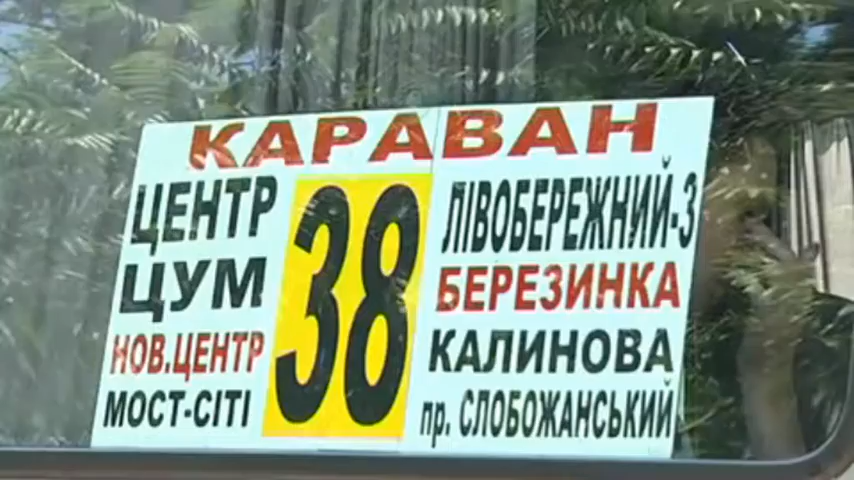 КАРАВАН
ЦЕНТР
ЦУМ
НОВ.ЦЕНТР
МОСТ-СІТІ
38
ЛІВОБЕРЕЖНИЙ-3
БЕРЕЗИНКА
КАЛИНОВА
пр. СЛОБОЖАНСЬКИЙ